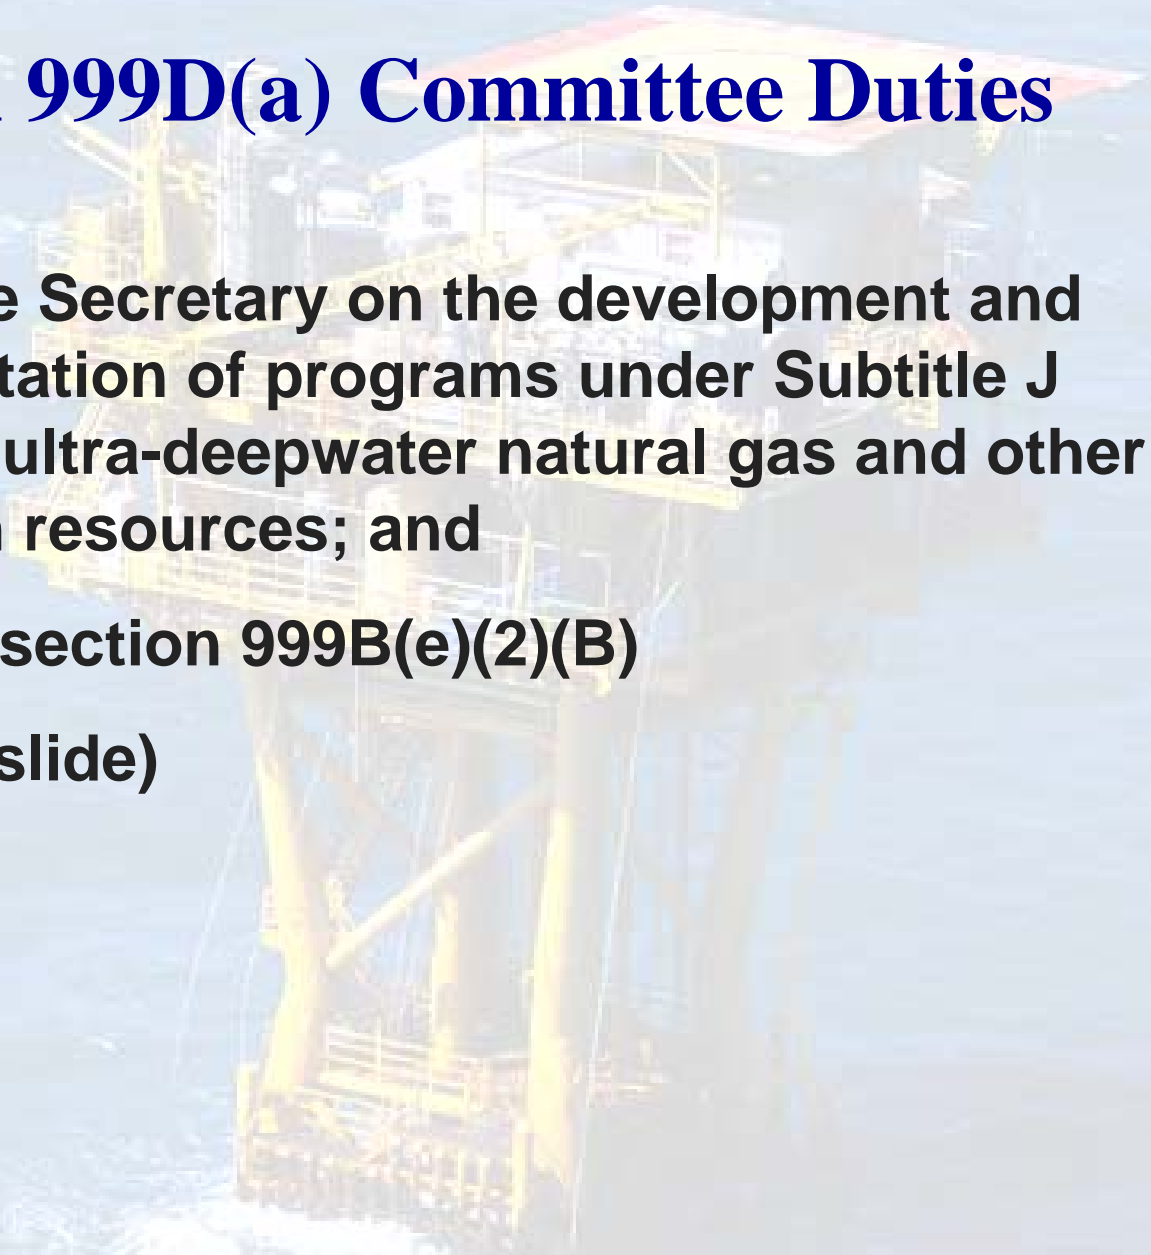 999D(a) Committee Duties
e Secretary on the development and
tation of programs under Subtitle J
ultra-deepwater natural gas and other
resources; and
section 999B(e)(2)(B)
slide)